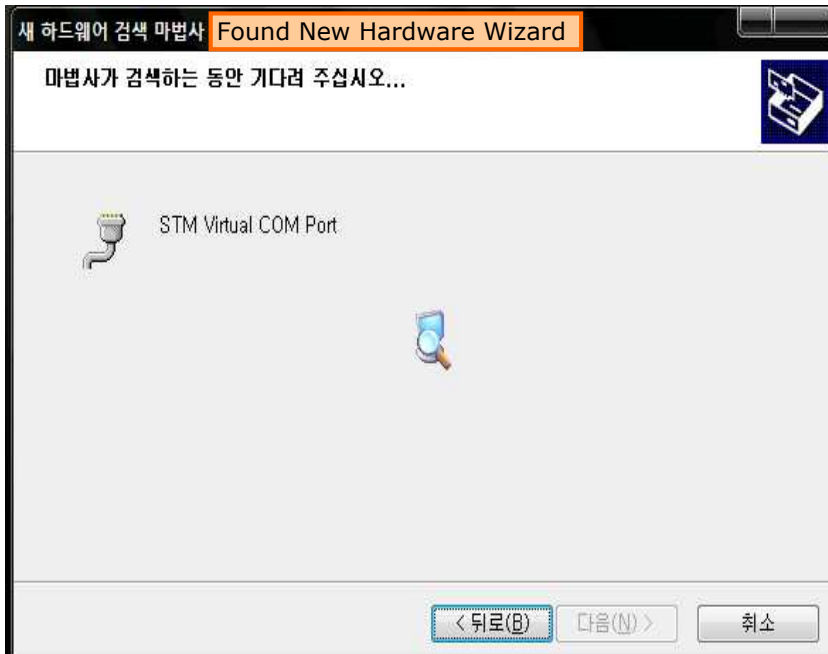 새 하드웨어 검색 마법사 Found New Hardware Wizard
마법사가 검색하는 동안 기다려 주십시오...
STM Virtual COM Port
< 뒤로(B) 다음(N) > 취소